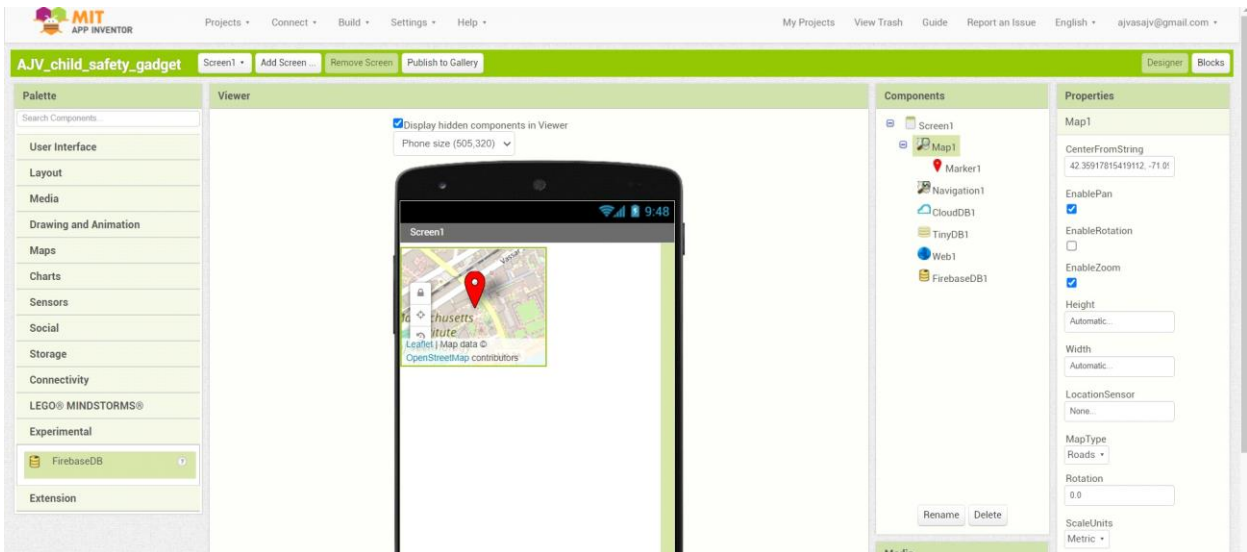 MIT
APP INVENTOR
Projects
Connect
Build
Settings
Help
My Projects
View Trash
Guide
Report an Issue
English
ajvasajv@gmail.com
AJV_child_safety_gadget
Screen1
Add Screen ...
Remove Screen
Publish to Gallery
Designer
Blocks
Palette
Search Components...
User Interface
Layout
Media
Drawing and Animation
Maps
Charts
Sensors
Social
Storage
Connectivity
LEGO® MINDSTORMS®
Experimental
FirebaseDB
?
Extension
Viewer
Display hidden components in Viewer
Phone size (505,320)
9:48
Screen1
Vassar
Leaflet | Map data ©
OpenStreetMap contributors
Components
Screen1
Map1
Marker1
Navigation1
CloudDB1
TinyDB1
Web1
FirebaseDB1
Rename
Delete
Properties
Map1
CenterFromString
42.35917815419112, -71.0
EnablePan
EnableRotation
EnableZoom
Height
Automatic...
Width
Automatic...
LocationSensor
None...
MapType
Roads
Rotation
0.0
ScaleUnits
Metric